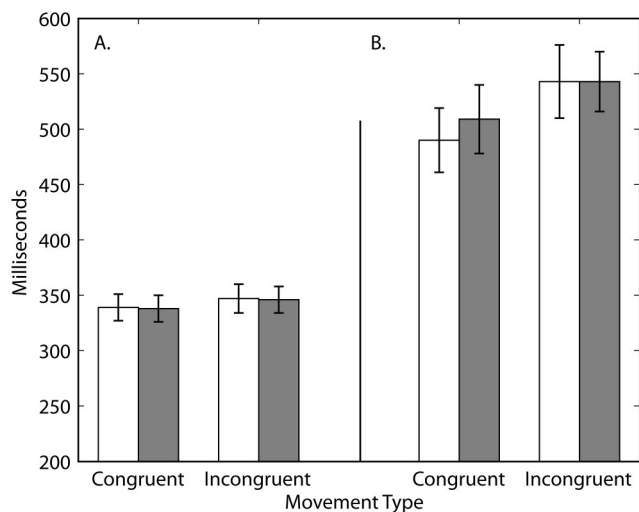 A.
B.
600
550
500
450
400
350
300
250
200
Milliseconds
Congruent Incongruent Congruent Incongruent
Movement Type